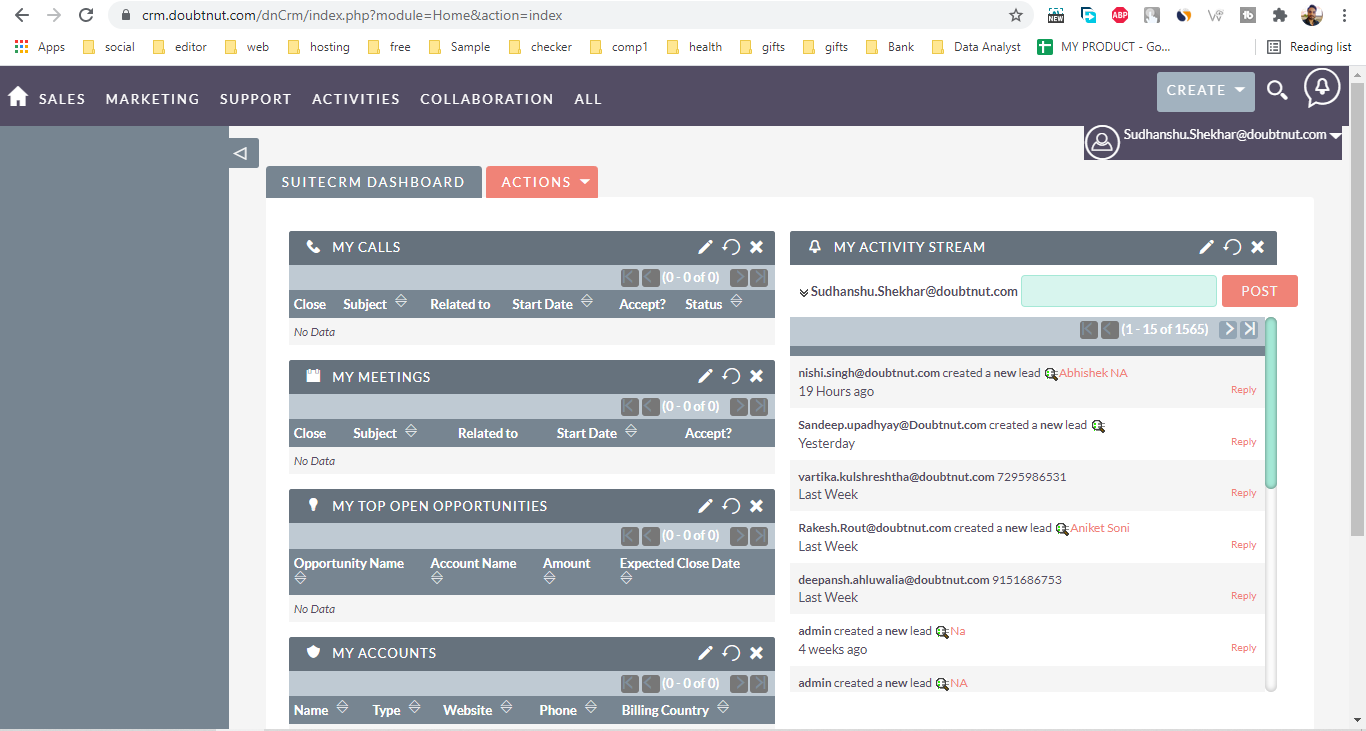 crm.doubtnut.com/dnCrm/index.php?module=Home&action=index
NEW
ABP
Apps social editor web hosting free Sample checker comp1 health gifts gifts Bank Data Analyst MY PRODUCT - Go... Reading list
SALES MARKETING SUPPORT ACTIVITIES COLLABORATION ALL CREATE
Sudhanshu.Shekhar@doubtnut.com
SUITECRM DASHBOARD ACTIONS
MY CALLS
(0 - 0 of 0)
Close Subject Related to Start Date Accept? Status
No Data
MY MEETINGS
(0 - 0 of 0)
Close Subject Related to Start Date Accept?
No Data
MY TOP OPEN OPPORTUNITIES
(0 - 0 of 0)
Opportunity Name Account Name Amount Expected Close Date
No Data
MY ACCOUNTS
(0 - 0 of 0)
Name Type Website Phone Billing Country
MY ACTIVITY STREAM
Sudhanshu.Shekhar@doubtnut.com POST
(1 - 15 of 1565)
nishi.singh@doubtnut.com created a new lead Abhishek NA
19 Hours ago
Reply
Sandeep.upadhyay@Doubtnut.com created a new lead
Yesterday
Reply
vartika.kulshreshtha@doubtnut.com 7295986531
Last Week
Reply
Rakesh.Rout@doubtnut.com created a new lead Aniket Soni
Last Week
Reply
deepansh.ahluwalia@doubtnut.com 9151686753
Last Week
Reply
admin created a new lead Na
4 weeks ago
Reply
admin created a new lead NA